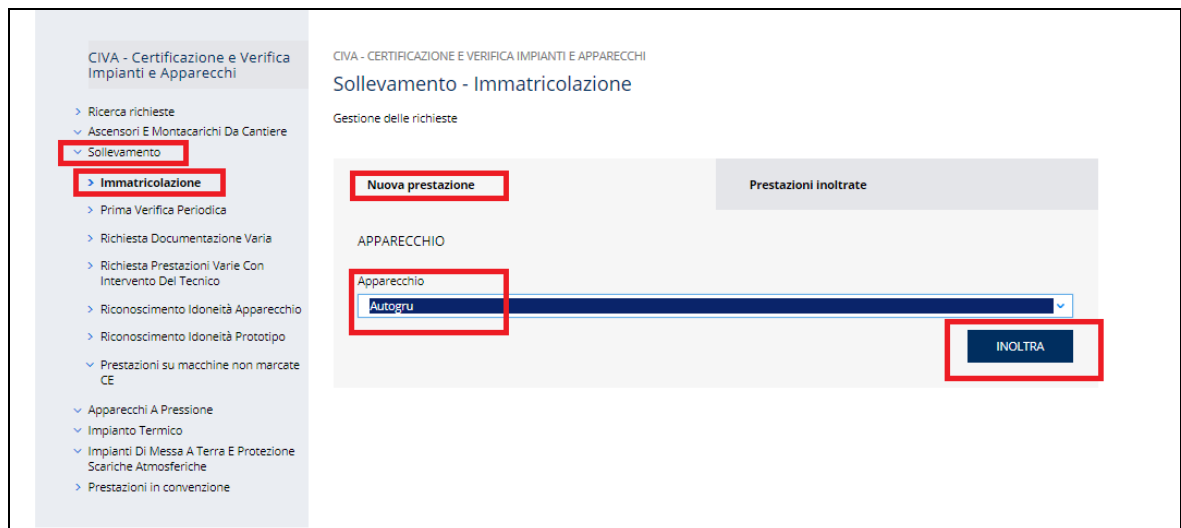 CIVA - Certificazione e Verifica
Impianti e Apparecchi
Ricerca richieste
Ascensori E Montacarichi Da Cantiere
Sollevamento
Immatricolazione
Prima Verifica Periodica
Richiesta Documentazione Varia
Richiesta Prestazioni Varie Con
Intervento Del Tecnico
Riconoscimento Idoneità Apparecchio
Riconoscimento Idoneità Prototipo
Prestazioni su macchine non marcate
CE
Apparecchi A Pressione
Impianto Termico
Impianti Di Messa A Terra E Protezione
Scariche Atmosferiche
Prestazioni in convenzione
CIVA - CERTIFICAZIONE E VERIFICA IMPIANTI E APPARECCHI
Sollevamento - Immatricolazione
Gestione delle richieste
Nuova prestazione
Prestazioni inoltrate
APPARECCHIO
Apparecchio
Autogru
INOLTRA